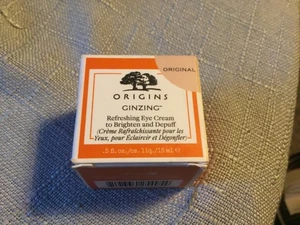 ORIGINAL
ORIGINS
GINZING™
Refreshing Eye Cream
to Brighten and Depuff
(Crème Rafraîchissante pour les
Yeux, pour Éclaircir et Dégonfler)
.5 fl. oz./oz. liq./15 ml ℮